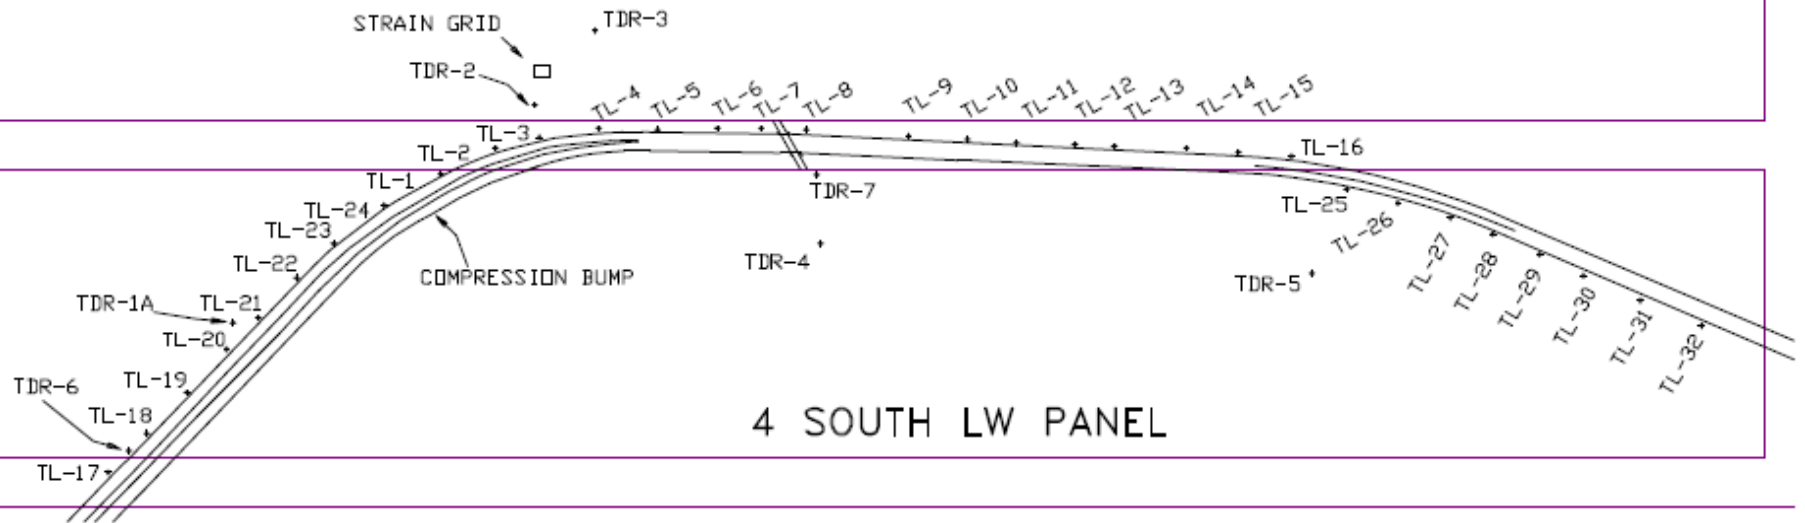 TDR-3
STRAIN GRID
TDR-2
TL-4
TL-5
TL-6
TL-7
TL-8
TL-9
TL-10
TL-11
TL-12
TL-13
TL-14
TL-15
TL-3
TL-16
TL-2
TL-1
TDR-7
TL-24
TL-25
TL-23
TL-26
TL-22
COMPRESSION BUMP
TDR-4
TL-27
TL-28
TL-29
TL-30
TL-31
TL-32
TDR-5
TDR-1A
TL-21
TL-20
TL-19
TDR-6
TL-18
4 SOUTH LW PANEL
TL-17